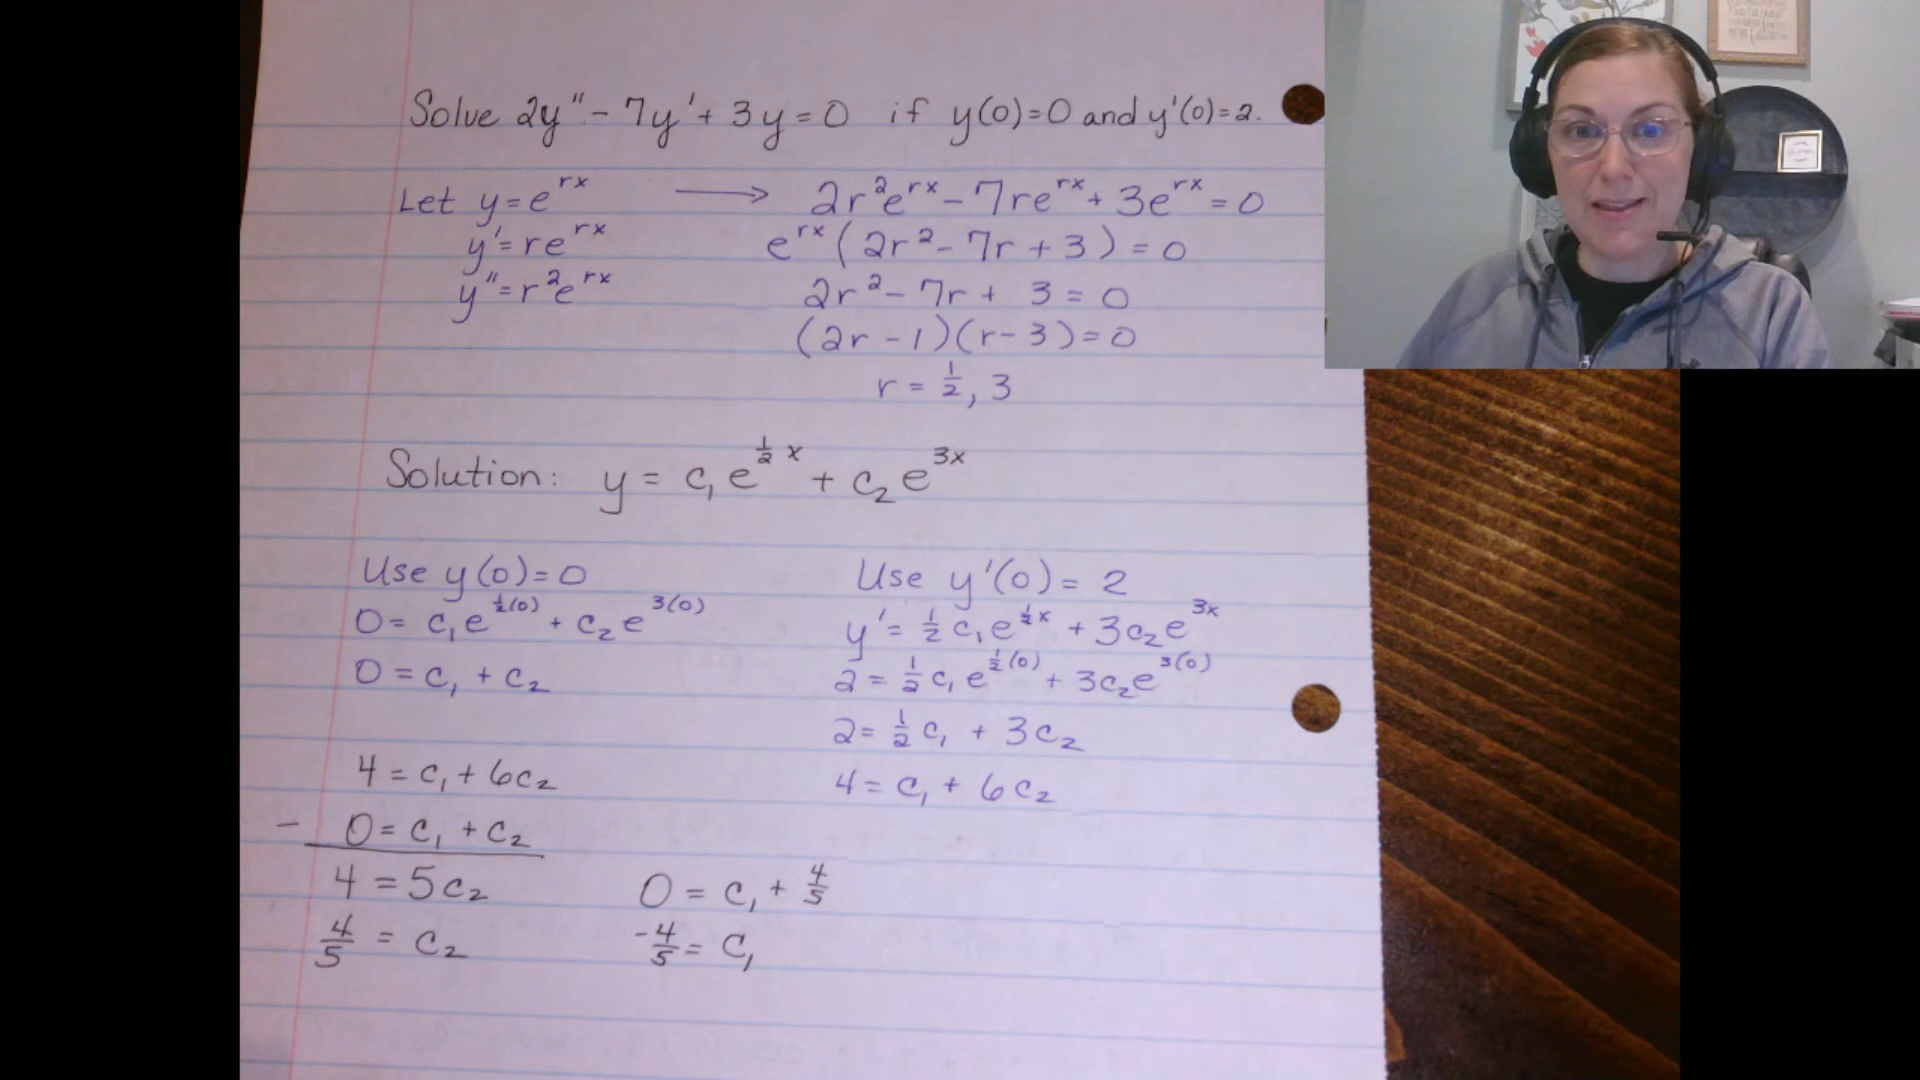 Solve 2y" - 7y' + 3y = 0 if y(0)=0 and y'(0)=2.
Let y = e^{rx} ⟶ 2r²e^{rx} - 7re^{rx} + 3e^{rx} = 0
y' = re^{rx} e^{rx}(2r² - 7r + 3) = 0
y" = r²e^{rx} 2r² - 7r + 3 = 0
(2r - 1)(r - 3) = 0
r = 1/2, 3
Solution: y = c₁e^{1/2 x} + c₂e^{3x}
Use y(0) = 0
0 = c₁e^{1/2(0)} + c₂e^{3(0)}
0 = c₁ + c₂
Use y'(0) = 2
y' = 1/2 c₁e^{1/2 x} + 3c₂e^{3x}
2 = 1/2 c₁e^{1/2(0)} + 3c₂e^{3(0)}
2 = 1/2 c₁ + 3c₂
4 = c₁ + 6c₂
4 = c₁ + 6c₂
- 0 = c₁ + c₂
4 = 5c₂
4/5 = c₂
0 = c₁ + 4/5
-4/5 = c₁